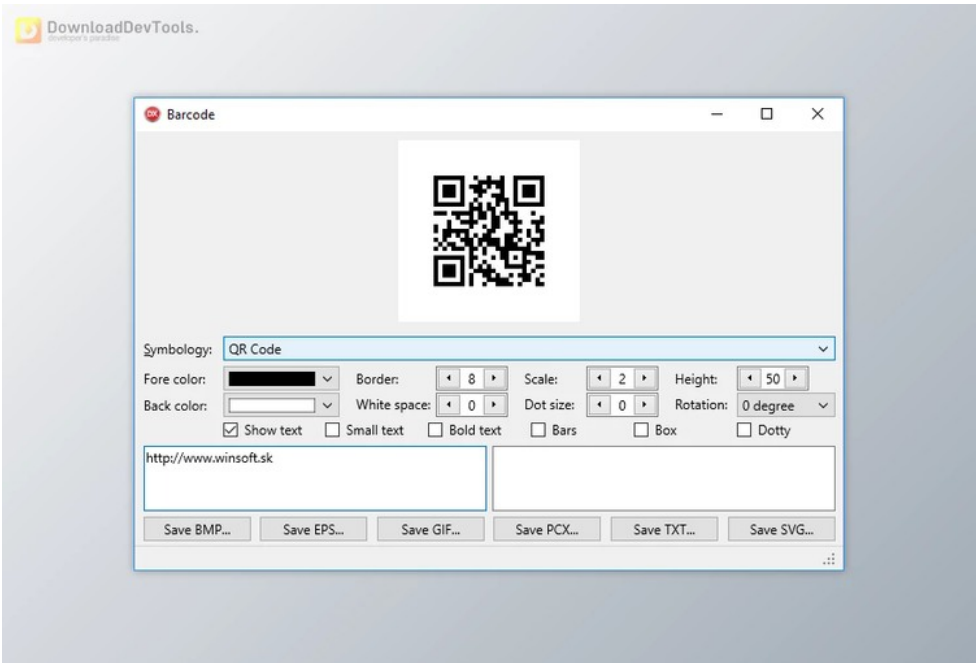 DownloadDevTools.
developer's paradise
DX Barcode
Symbology: QR Code
Fore color: Border: 8 Scale: 2 Height: 50
Back color: White space: 0 Dot size: 0 Rotation: 0 degree
Show text Small text Bold text Bars Box Dotty
http://www.winsoft.sk
Save BMP... Save EPS... Save GIF... Save PCX... Save TXT... Save SVG...